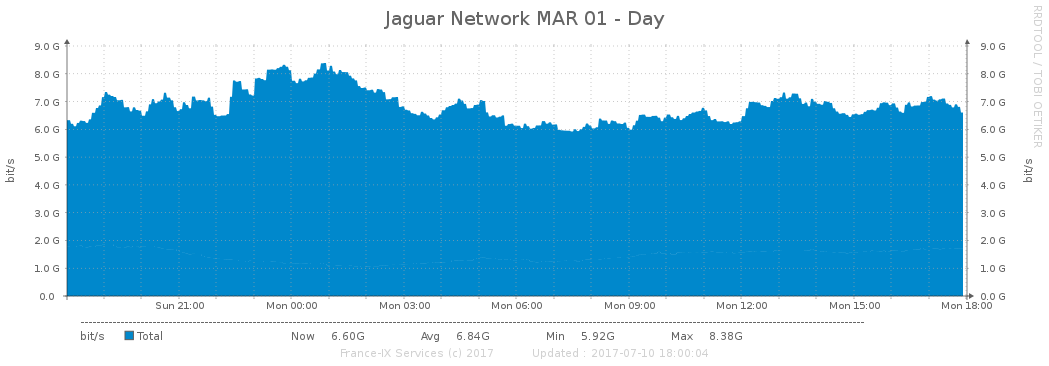 Jaguar Network MAR 01 - Day
RRDTOOL / TOBI OETIKER
9.0 G 9.0 G
8.0 G 8.0 G
7.0 G 7.0 G
6.0 G 6.0 G
5.0 G 5.0 G
4.0 G 4.0 G
3.0 G 3.0 G
2.0 G 2.0 G
1.0 G 1.0 G
0.0 0.0 G
bit/s
bit/s
Sun 21:00 Mon 00:00 Mon 03:00 Mon 06:00 Mon 09:00 Mon 12:00 Mon 15:00 Mon 18:00
bit/s Total Now 6.60G Avg 6.84G Min 5.92G Max 8.38G
France-IX Services (c) 2017 Updated : 2017-07-10 18:00:04